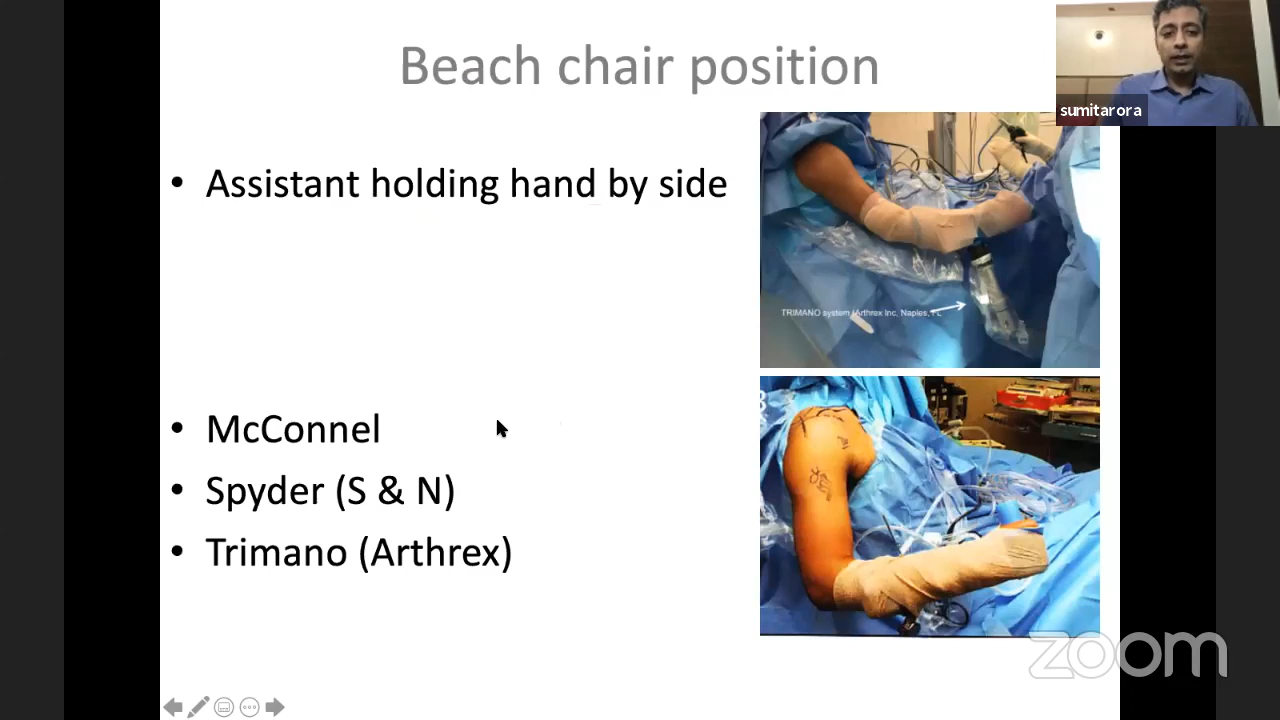 Beach chair position
sumitarora
• Assistant holding hand by side
TRIMANO system (Arthrex Inc, Naples, FL
• McConnel
• Spyder (S & N)
• Trimano (Arthrex)
zoom